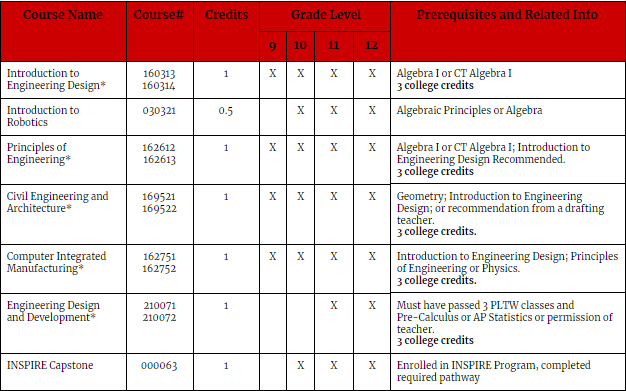 Course Name Course# Credits Grade Level Prerequisites and Related Info
9 10 11 12
Introduction to 160313 1 X X X X Algebra I or CT Algebra I
Engineering Design* 160314 3 college credits
Introduction to 030321 0.5 X X X Algebraic Principles or Algebra
Robotics
Principles of 162612 1 X X X X Algebra I or CT Algebra I; Introduction to
Engineering* 162613 Engineering Design Recommended.
3 college credits
Civil Engineering and 169521 1 X X X X Geometry; Introduction to Engineering
Architecture* 169522 Design; or recommendation from a drafting
teacher.
3 college credits.
Computer Integrated 162751 1 X X X X Introduction to Engineering Design; Principles
Manufacturing* 162752 of Engineering or Physics.
3 college credits.
Engineering Design 210071 1 X X Must have passed 3 PLTW classes and
and Development* 210072 Pre-Calculus or AP Statistics or permission of
teacher.
3 college credits
INSPIRE Capstone 000063 1 X X X Enrolled in INSPIRE Program, completed
required pathway